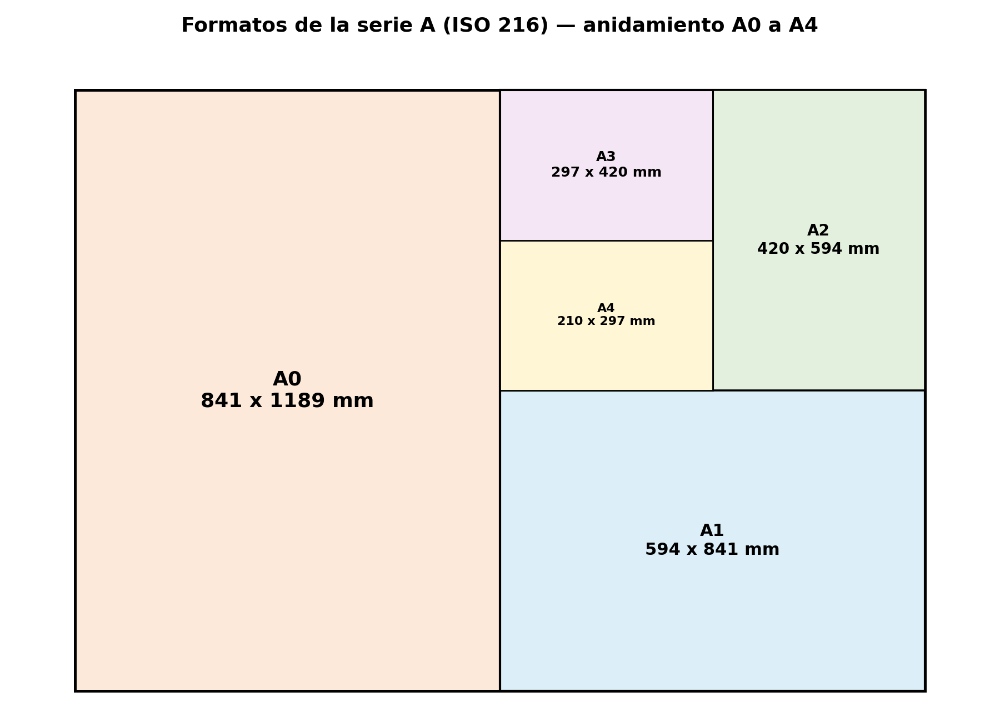 Formatos de la serie A (ISO 216) — anidamiento A0 a A4
A3
297 x 420 mm
A2
420 x 594 mm
A4
210 x 297 mm
A0
841 x 1189 mm
A1
594 x 841 mm